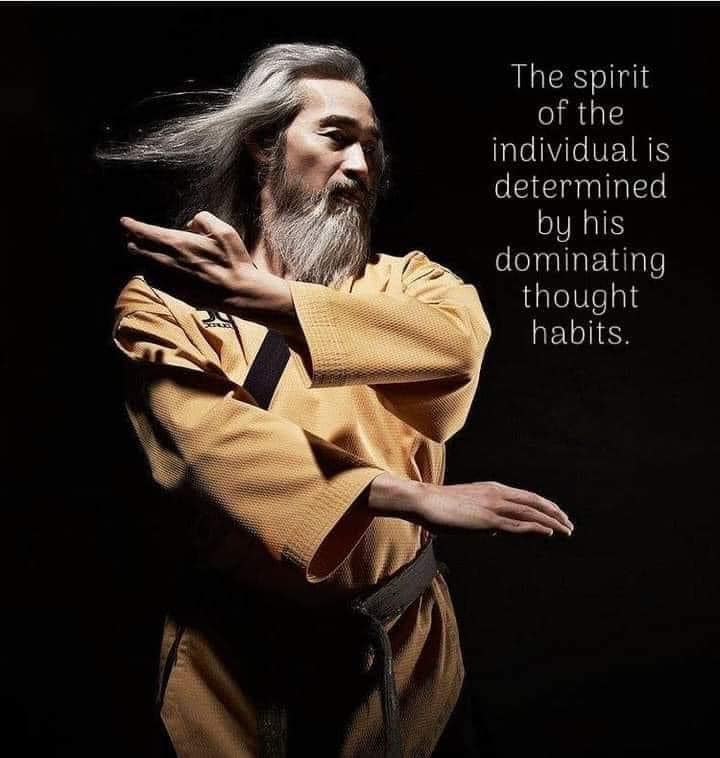 The spirit
of the
individual is
determined
by his
dominating
thought
habits.